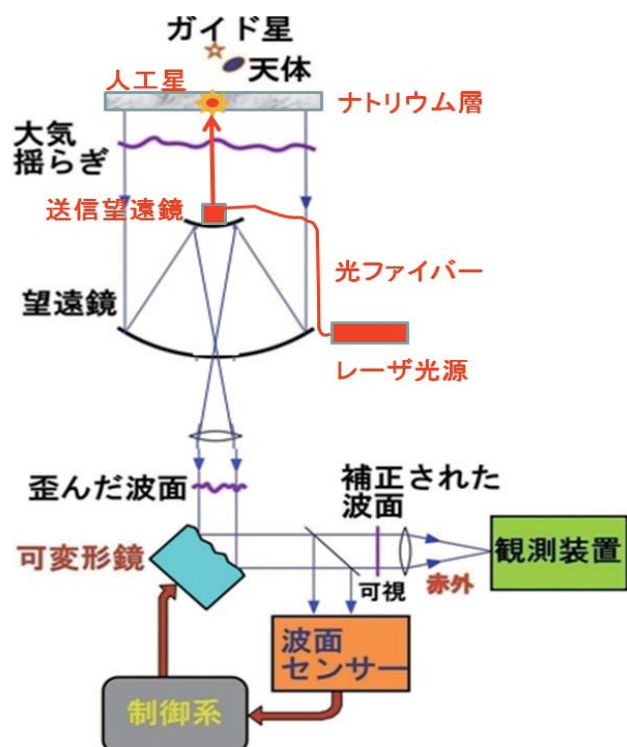 ガイド星
天体
人工星
ナトリウム層
大気
揺らぎ
送信望遠鏡
光ファイバー
望遠鏡
レーザ光源
歪んだ波面
補正された
波面
可変形鏡
可視
赤外
観測装置
波面
センサー
制御系